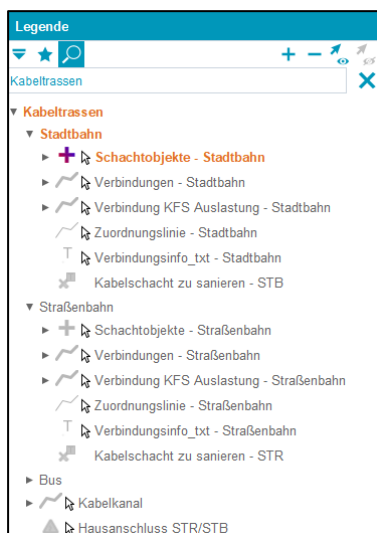 Legende
Kabeltrassen
Kabeltrassen
Stadtbahn
Schachtobjekte - Stadtbahn
Verbindungen - Stadtbahn
Verbindung KFS Auslastung - Stadtbahn
Zuordnungslinie - Stadtbahn
T Verbindungsinfo_txt - Stadtbahn
Kabelschacht zu sanieren - STB
Straßenbahn
Schachtobjekte - Straßenbahn
Verbindungen - Straßenbahn
Verbindung KFS Auslastung - Straßenbahn
Zuordnungslinie - Straßenbahn
T Verbindungsinfo_txt - Straßenbahn
Kabelschacht zu sanieren - STR
Bus
Kabelkanal
Hausanschluss STR/STB